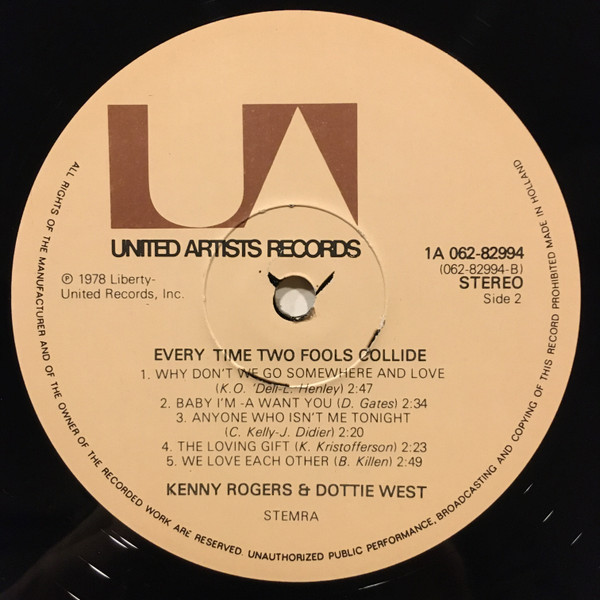 UA
UNITED ARTISTS RECORDS
℗ 1978 Liberty-
United Records, Inc.
1A 062-82994
(062-82994-B)
STEREO
Side 2
EVERY TIME TWO FOOLS COLLIDE
1. WHY DON'T WE GO SOMEWHERE AND LOVE
(K.O. 'Dell-L. Henley) 2:47
2. BABY I'M -A WANT YOU (D. Gates) 2:34
3. ANYONE WHO ISN'T ME TONIGHT
(C. Kelly-J. Didier) 2:20
4. THE LOVING GIFT (K. Kristofferson) 2:23
5. WE LOVE EACH OTHER (B. Killen) 2:49
KENNY ROGERS & DOTTIE WEST
STEMRA
ALL RIGHTS OF THE MANUFACTURER AND OF THE OWNER OF THE RECORDED WORK ARE RESERVED. UNAUTHORIZED PUBLIC PERFORMANCE, BROADCASTING AND COPYING OF THIS RECORD PROHIBITED MADE IN HOLLAND